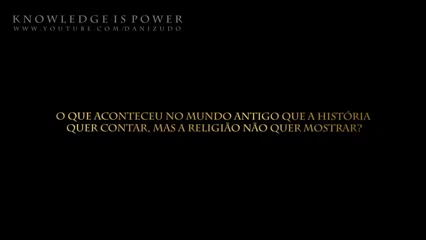 KNOWLEDGE IS POWER
WWW.YOUTUBE.COM/DANIZUDO
O QUE ACONTECEU NO MUNDO ANTIGO QUE A HISTÓRIA
QUER CONTAR, MAS A RELIGIÃO NÃO QUER MOSTRAR?